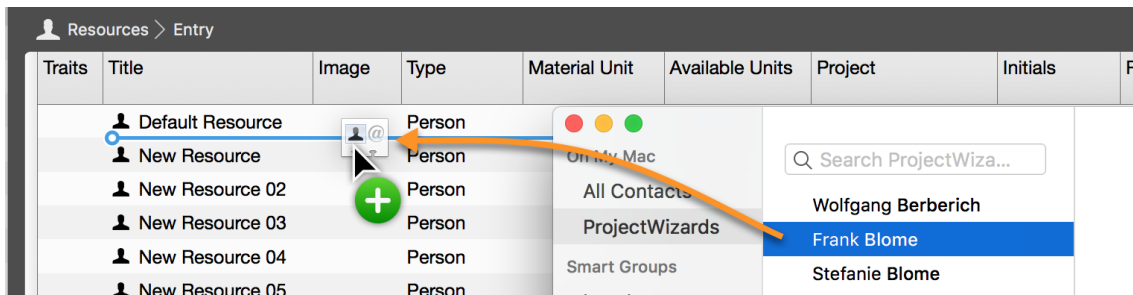 Resources > Entry
Traits Title Image Type Material Unit Available Units Project Initials
Default Resource Person
New Resource Person
New Resource 02 Person
New Resource 03 Person
New Resource 04 Person
New Resource 05 Person
@
On My Mac
All Contacts
ProjectWizards
Smart Groups
Search ProjectWiza...
Wolfgang Berberich
Frank Blome
Stefanie Blome